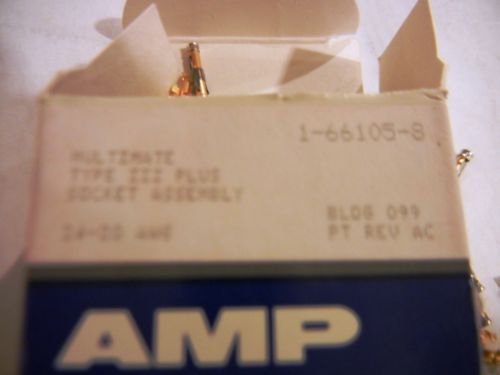 1-66105-8
MULTIMATE
TYPE III PLUS
SOCKET ASSEMBLY
24-20 AWG
BLDG 099
PT REV AC
AMP